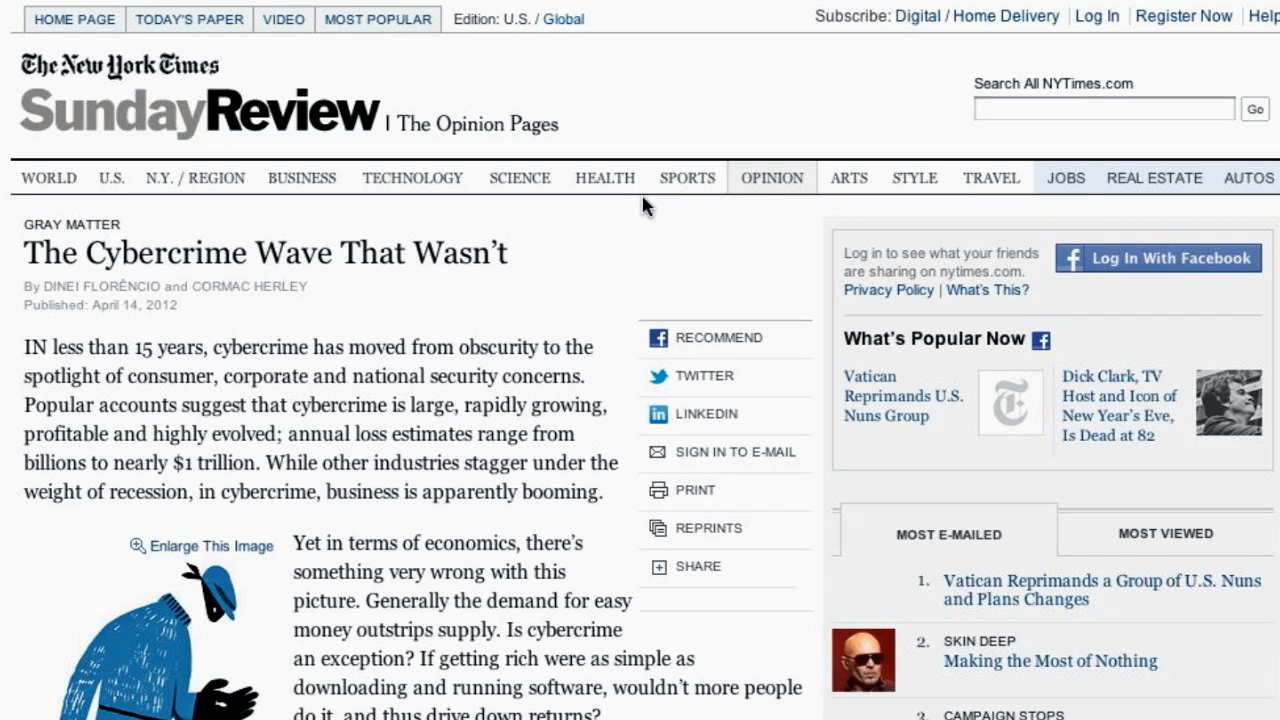 HOME PAGE TODAY'S PAPER VIDEO MOST POPULAR Edition: U.S. / Global
Subscribe: Digital / Home Delivery Log In Register Now Help
The New York Times
SundayReview | The Opinion Pages
Search All NYTimes.com
Go
WORLD U.S. N.Y. / REGION BUSINESS TECHNOLOGY SCIENCE HEALTH SPORTS OPINION ARTS STYLE TRAVEL JOBS REAL ESTATE AUTOS
GRAY MATTER
The Cybercrime Wave That Wasn't
By DINEI FLORÊNCIO and CORMAC HERLEY
Published: April 14, 2012
IN less than 15 years, cybercrime has moved from obscurity to the
spotlight of consumer, corporate and national security concerns.
Popular accounts suggest that cybercrime is large, rapidly growing,
profitable and highly evolved; annual loss estimates range from
billions to nearly $1 trillion. While other industries stagger under the
weight of recession, in cybercrime, business is apparently booming.
Enlarge This Image
Yet in terms of economics, there's
something very wrong with this
picture. Generally the demand for easy
money outstrips supply. Is cybercrime
an exception? If getting rich were as simple as
downloading and running software, wouldn't more people
do it, and thus drive down returns?
RECOMMEND
TWITTER
LINKEDIN
SIGN IN TO E-MAIL
PRINT
REPRINTS
SHARE
Log in to see what your friends
are sharing on nytimes.com.
Privacy Policy | What's This?
Log In With Facebook
What's Popular Now
Vatican
Reprimands U.S.
Nuns Group
Dick Clark, TV
Host and Icon of
New Year's Eve,
Is Dead at 82
MOST E-MAILED MOST VIEWED
1. Vatican Reprimands a Group of U.S. Nuns
and Plans Changes
2. SKIN DEEP
Making the Most of Nothing
3. CAMPAIGN STOPS